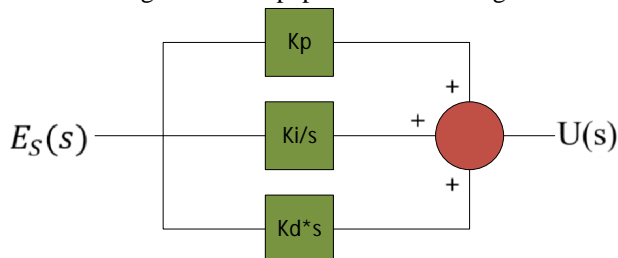 Kp
+
E_S(s)
Ki/s
+
U(s)
+
Kd*s